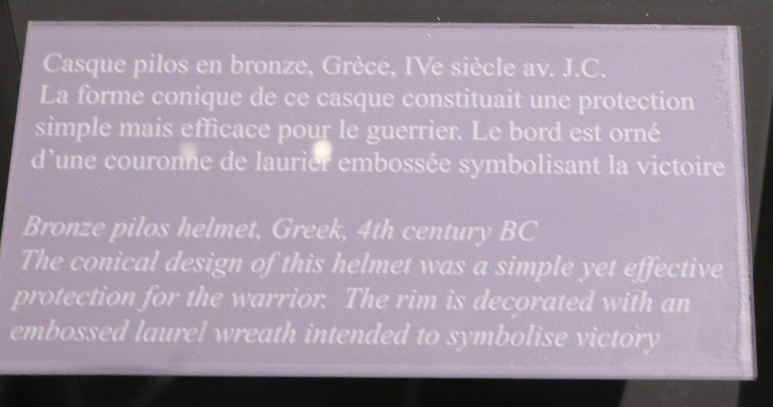 Casque pilos en bronze, Grèce, IVe siècle av. J.C.
La forme conique de ce casque constituait une protection
simple mais efficace pour le guerrier. Le bord est orné
d'une couronne de laurier embossée symbolisant la victoire
Bronze pilos helmet, Greek, 4th century BC
The conical design of this helmet was a simple yet effective
protection for the warrior. The rim is decorated with an
embossed laurel wreath intended to symbolise victory